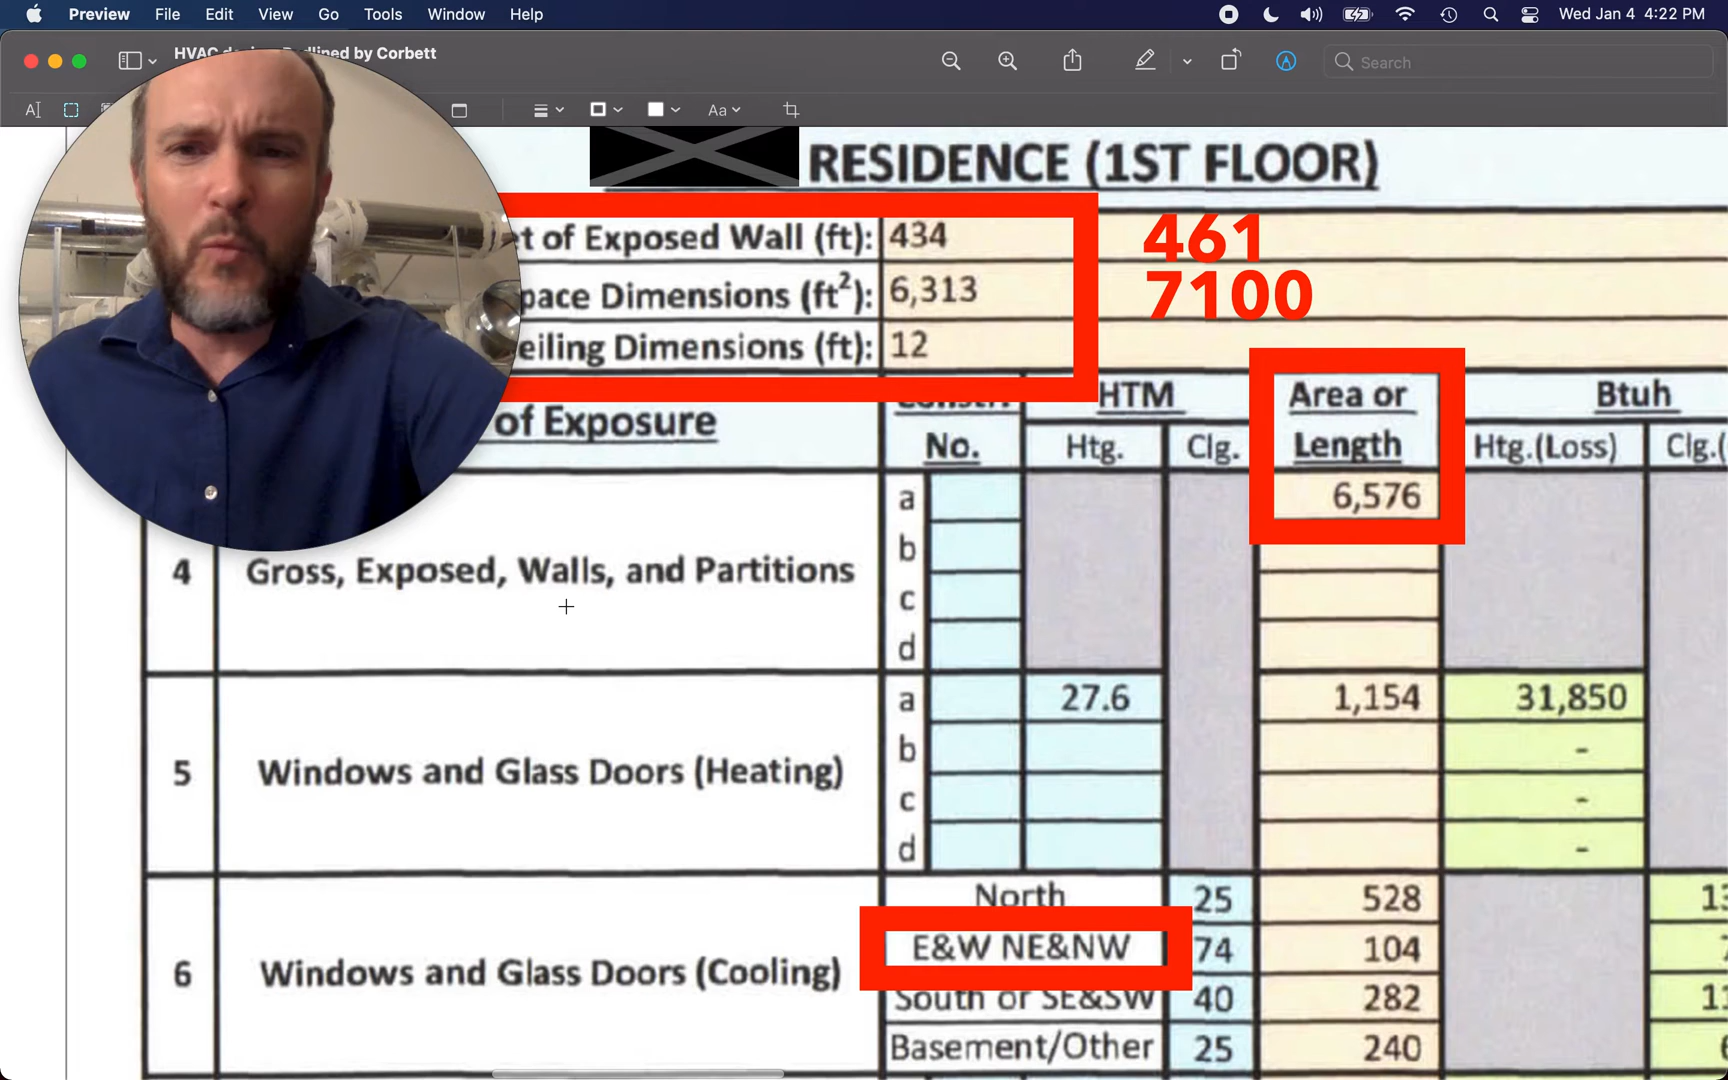 Preview File Edit View Go Tools Window Help Wed Jan 4 4:22 PM
HVAC Redlined by Corbett
Search
A Aa
RESIDENCE (1ST FLOOR)
of Exposed Wall (ft): 434 461
Dimensions (ft²): 6,313 7100
Dimensions (ft): 12
HTM Area or Btuh
of Exposure No. Htg. Clg. Length Htg.(Loss) Clg.(
a 6,576
b
4 Gross, Exposed, Walls, and Partitions
c
d
a 27.6 1,154 31,850
b -
5 Windows and Glass Doors (Heating)
c -
d -
North 25 528
E&W NE&NW 74 104
6 Windows and Glass Doors (Cooling)
South or SE&SW 40 282
Basement/Other 25 240